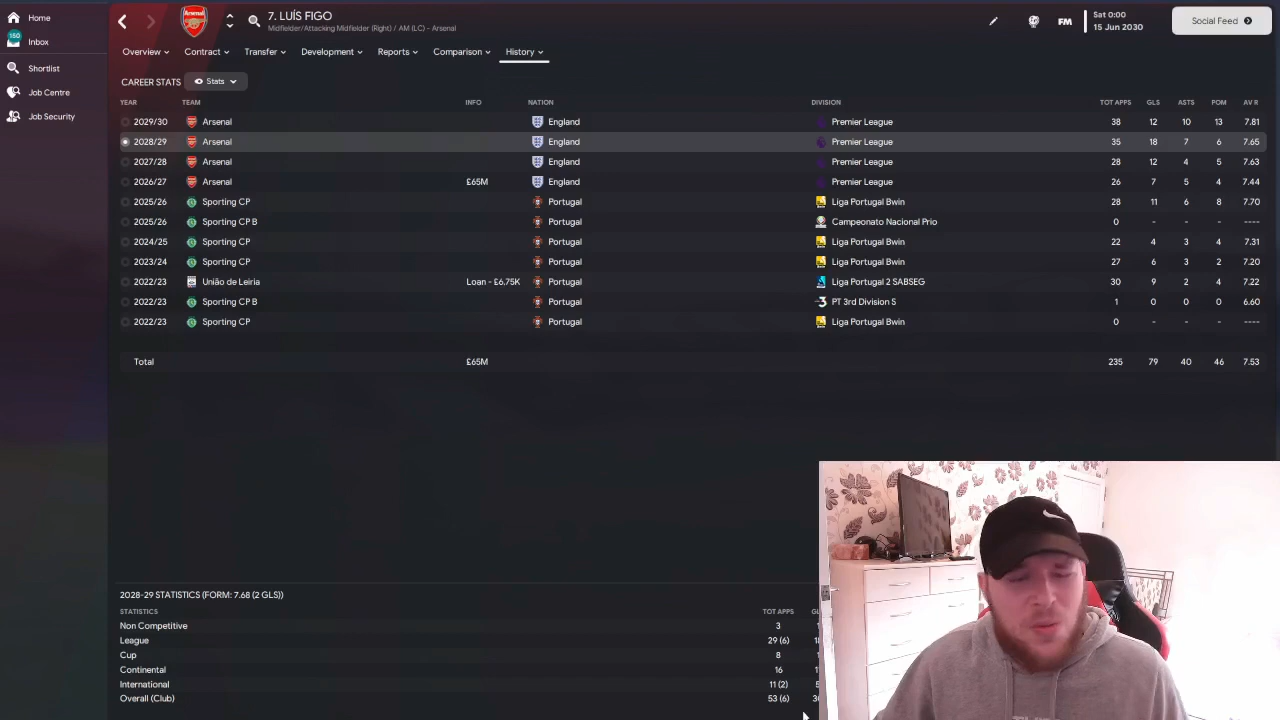 Home
150
Inbox
Shortlist
Job Centre
Job Security
Arsenal
7. LUÍS FIGO
Midfielder/Attacking Midfielder (Right) / AM (LC) - Arsenal
FM
Sat 0:00
15 Jun 2030
Social Feed
Overview Contract Transfer Development Reports Comparison History
CAREER STATS Stats
YEAR TEAM INFO NATION DIVISION TOT APPS GLS ASTS POM AV R
2029/30 Arsenal England Premier League 38 12 10 13 7.81
2028/29 Arsenal England Premier League 35 18 7 6 7.65
2027/28 Arsenal England Premier League 28 12 4 5 7.63
2026/27 Arsenal £65M England Premier League 26 7 5 4 7.44
2025/26 Sporting CP Portugal Liga Portugal Bwin 28 11 6 8 7.70
2025/26 Sporting CP B Portugal Campeonato Nacional Prio 0 - - - ----
2024/25 Sporting CP Portugal Liga Portugal Bwin 22 4 3 4 7.31
2023/24 Sporting CP Portugal Liga Portugal Bwin 27 6 3 2 7.20
2022/23 União de Leiria Loan - £6,75K Portugal Liga Portugal 2 SABSEG 30 9 2 4 7.22
2022/23 Sporting CP B Portugal PT 3rd Division S 1 0 0 0 6.60
2022/23 Sporting CP Portugal Liga Portugal Bwin 0 - - - ----
Total £65M 235 79 40 46 7.53
2028-29 STATISTICS (FORM: 7.68 (2 GLS))
STATISTICS TOT APPS
Non Competitive 3
League 29 (6)
Cup 8
Continental 16
International 11 (2)
Overall (Club) 53 (6)